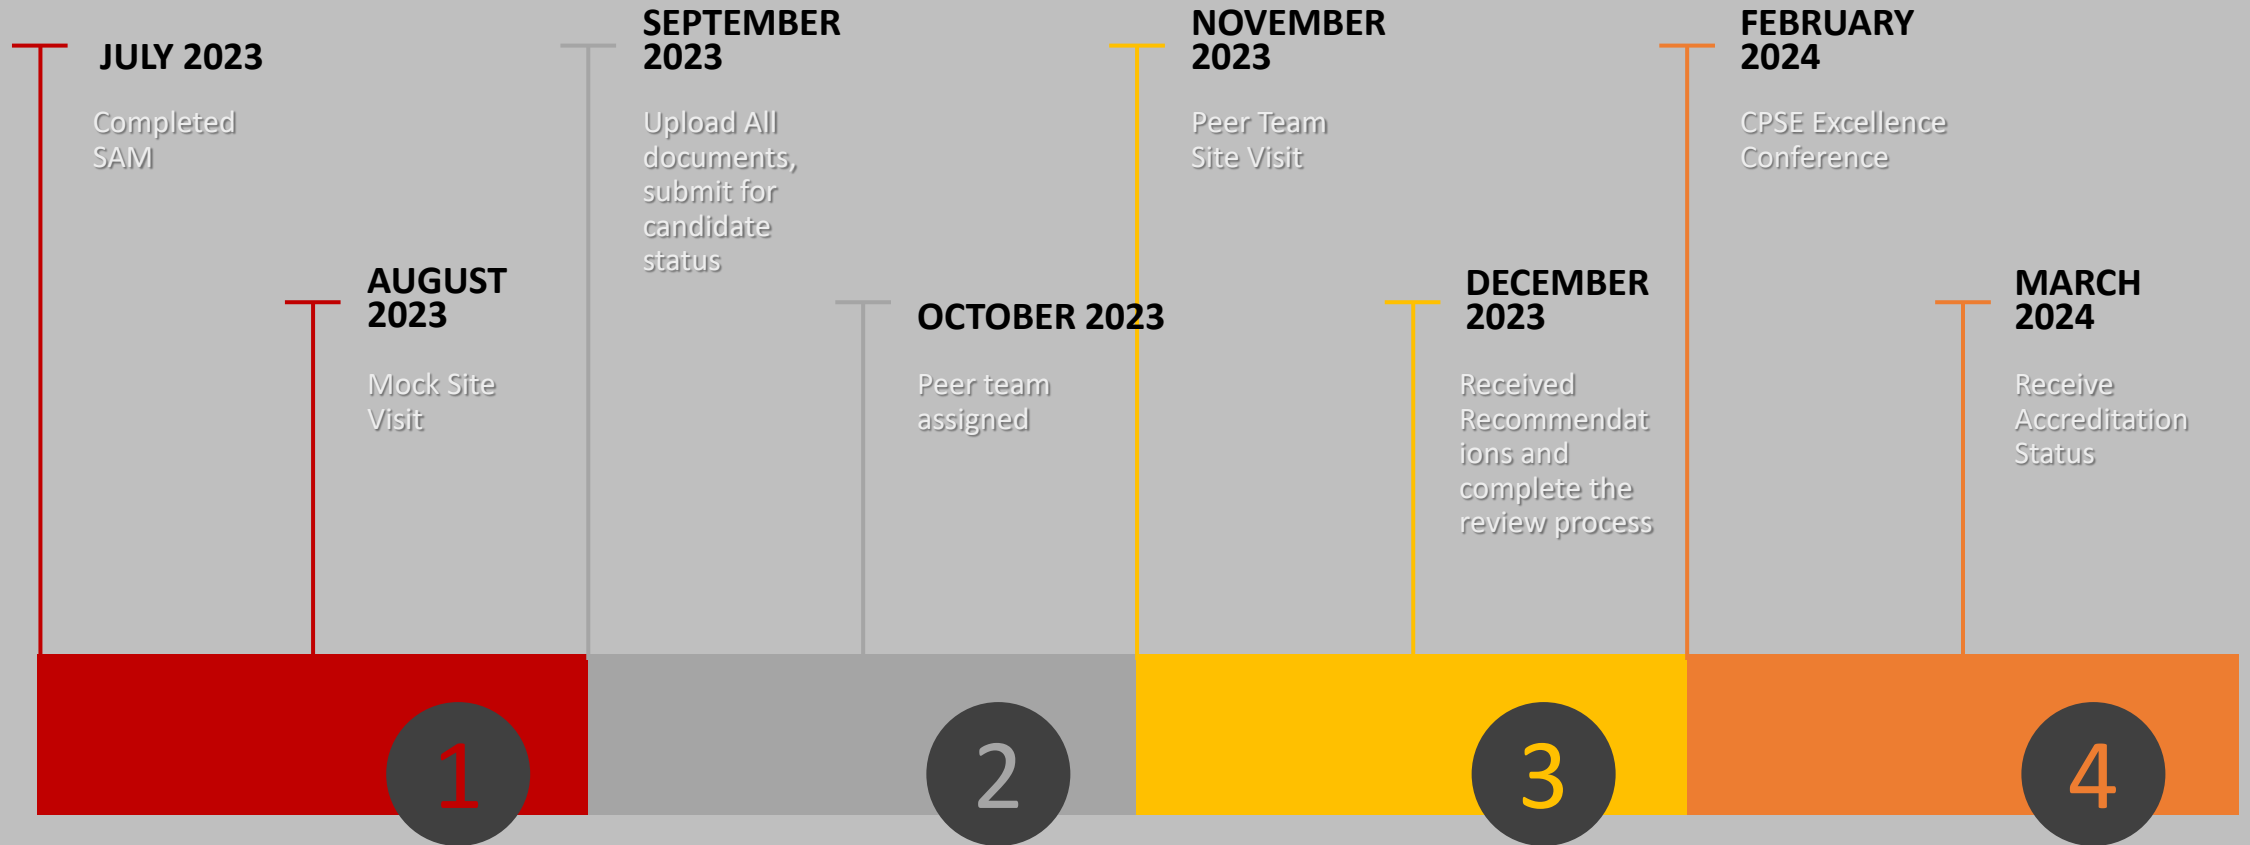 JULY 2023
Completed
SAM
AUGUST
2023
Mock Site
Visit
SEPTEMBER
2023
Upload All
documents,
submit for
candidate
status
OCTOBER 2023
Peer team
assigned
NOVEMBER
2023
Peer Team
Site Visit
DECEMBER
2023
Received
Recommendat
ions and
complete the
review process
FEBRUARY
2024
CPSE Excellence
Conference
MARCH
2024
Receive
Accreditation
Status
1
2
3
4